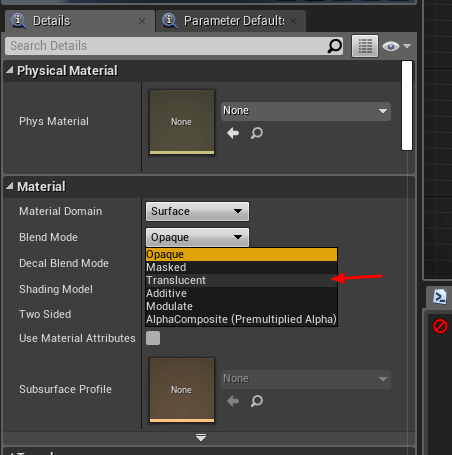 Details
Parameter Defaults
Search Details
Physical Material
Phys Material
None
None
Material
Material Domain
Surface
Blend Mode
Opaque
Opaque
Decal Blend Mode
Masked
Translucent
Shading Model
Additive
Modulate
Two Sided
AlphaComposite (Premultiplied Alpha)
Use Material Attributes
Subsurface Profile
None
None